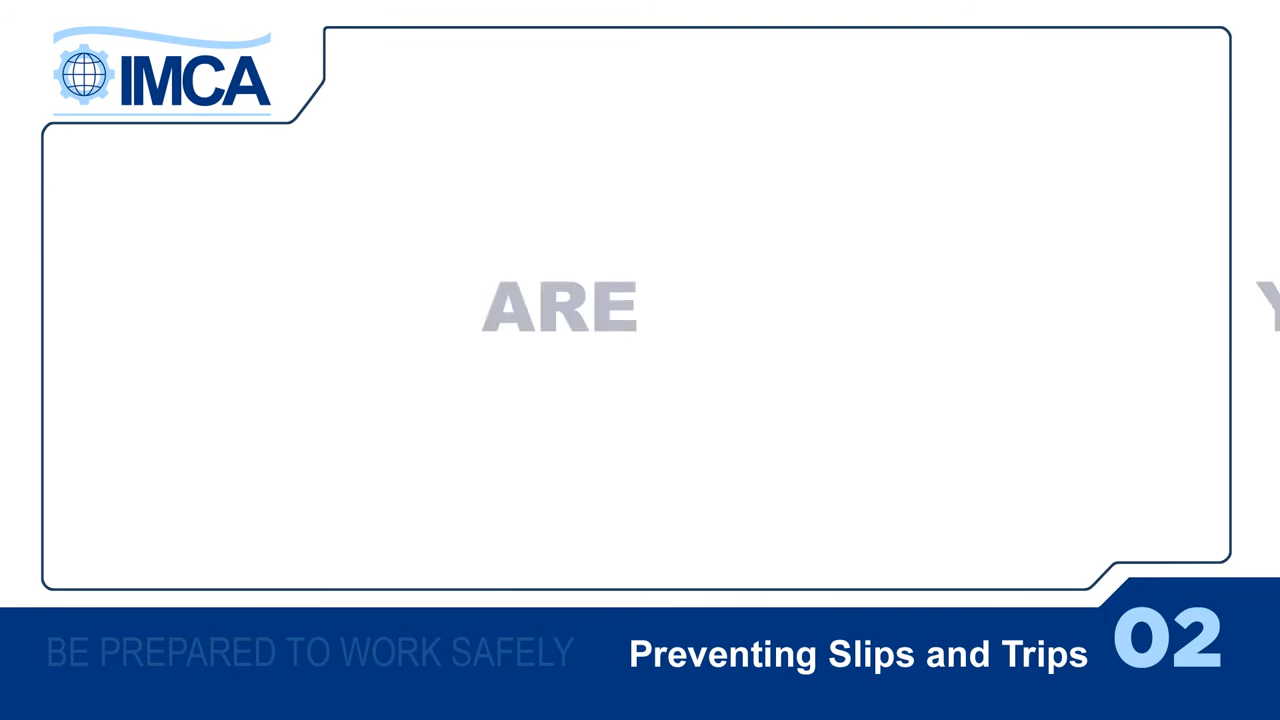 IMCA
ARE
BE PREPARED TO WORK SAFELY
Preventing Slips and Trips
02